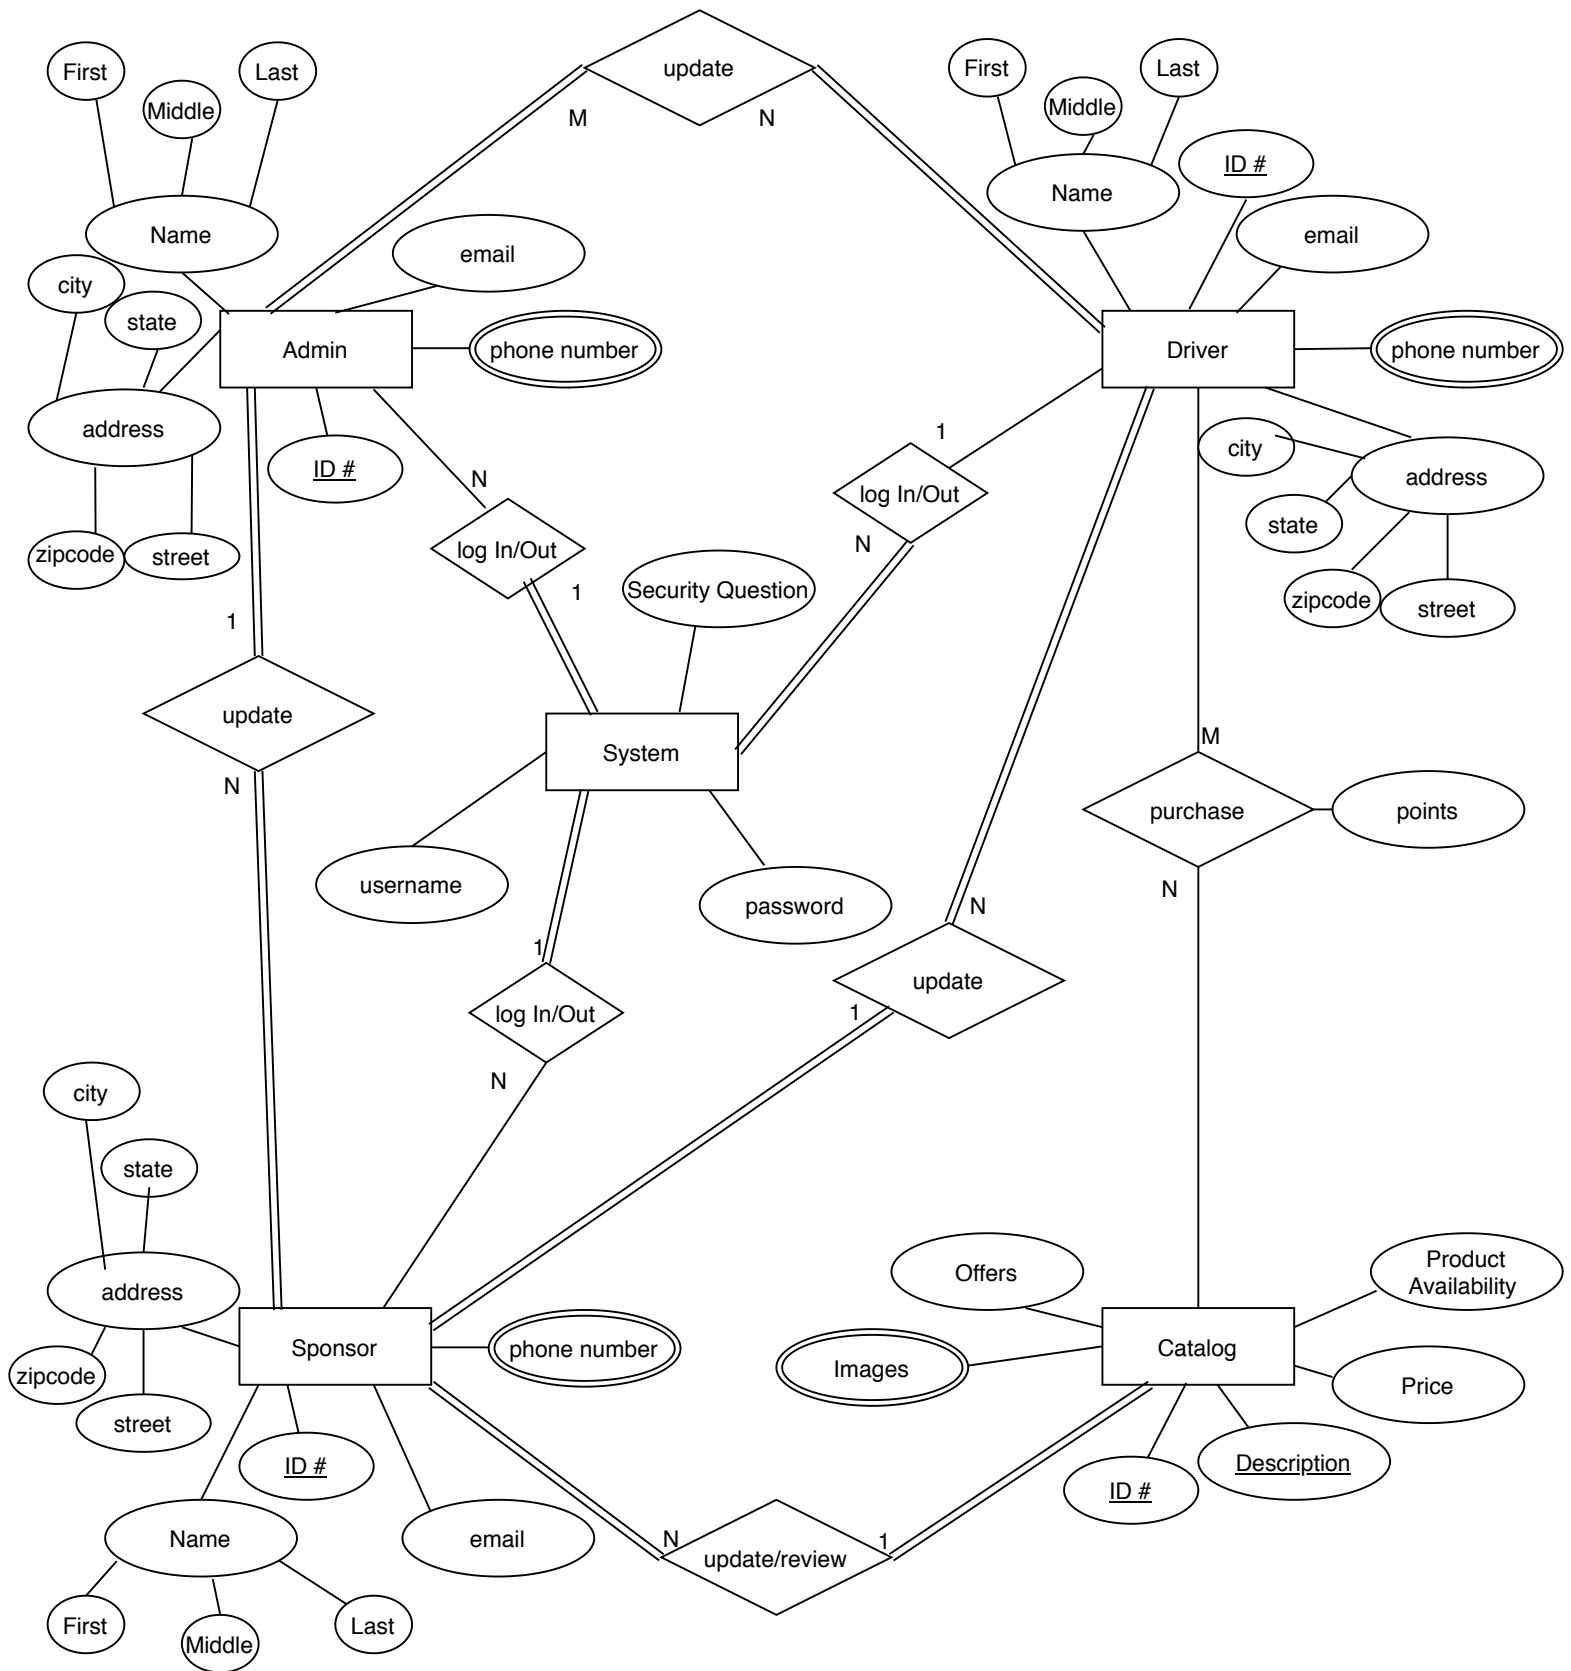 update
M
N
First
Middle
Last
Name
First
Middle
Last
Name
ID #
email
email
city
state
Admin
phone number
Driver
phone number
address
ID #
zipcode
street
N
log In/Out
1
1
log In/Out
N
city
address
state
zipcode
street
Security Question
1
update
N
System
username
password
M
purchase
points
N
N
update
1
1
log In/Out
N
city
state
address
zipcode
street
Sponsor
phone number
ID #
Name
email
First
Middle
Last
Offers
Product
Availability
Images
Catalog
Price
ID #
Description
N
update/review
1